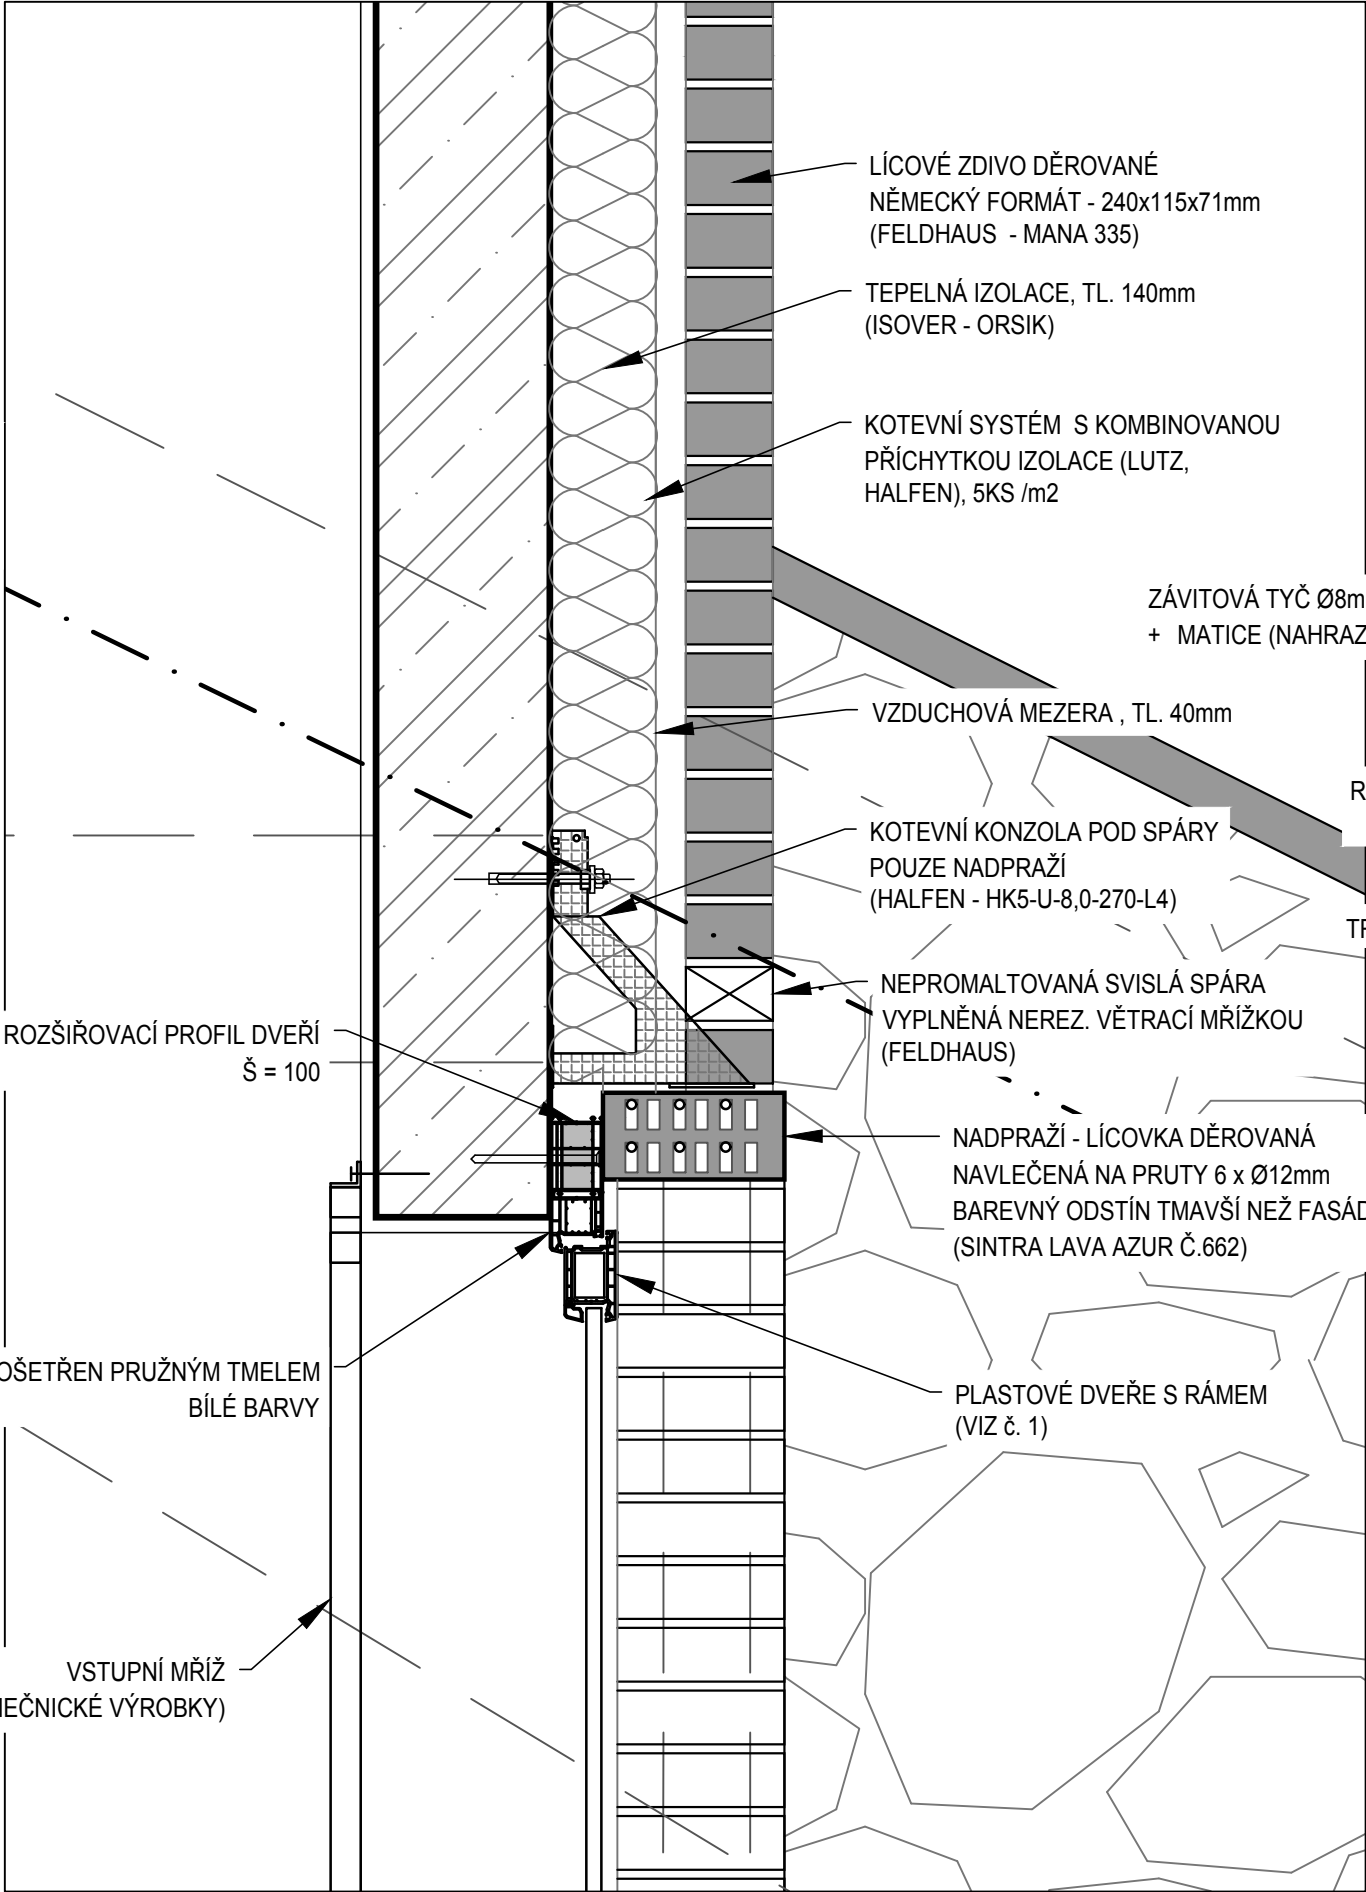 LÍCOVÉ ZDIVO DĚROVANÉ
NĚMECKÝ FORMÁT - 240x115x71mm
(FELDHAUS - MANA 335)
TEPELNÁ IZOLACE, TL. 140mm
(ISOVER - ORSIK)
KOTEVNÍ SYSTÉM S KOMBINOVANOU
PŘÍCHYTKOU IZOLACE (LUTZ,
HALFEN), 5KS /m2
ZÁVITOVÁ TYČ Ø8m
+ MATICE (NAHRAZ
VZDUCHOVÁ MEZERA , TL. 40mm
R
KOTEVNÍ KONZOLA POD SPÁRY
POUZE NADPRAŽÍ
(HALFEN - HK5-U-8,0-270-L4)
NEPROMALTOVANÁ SVISLÁ SPÁRA
VYPLNĚNÁ NEREZ. VĚTRACÍ MŘÍŽKOU
(FELDHAUS)
ROZŠIŘOVACÍ PROFIL DVEŘÍ
Š = 100
NADPRAŽÍ - LÍCOVKA DĚROVANÁ
NAVLEČENÁ NA PRUTY 6 x Ø12mm
BAREVNÝ ODSTÍN TMAVŠÍ NEŽ FASÁD
(SINTRA LAVA AZUR Č.662)
OŠETŘEN PRUŽNÝM TMELEM
BÍLÉ BARVY
PLASTOVÉ DVEŘE S RÁMEM
(VIZ č. 1)
VSTUPNÍ MŘÍŽ
EČNICKÉ VÝROBKY)